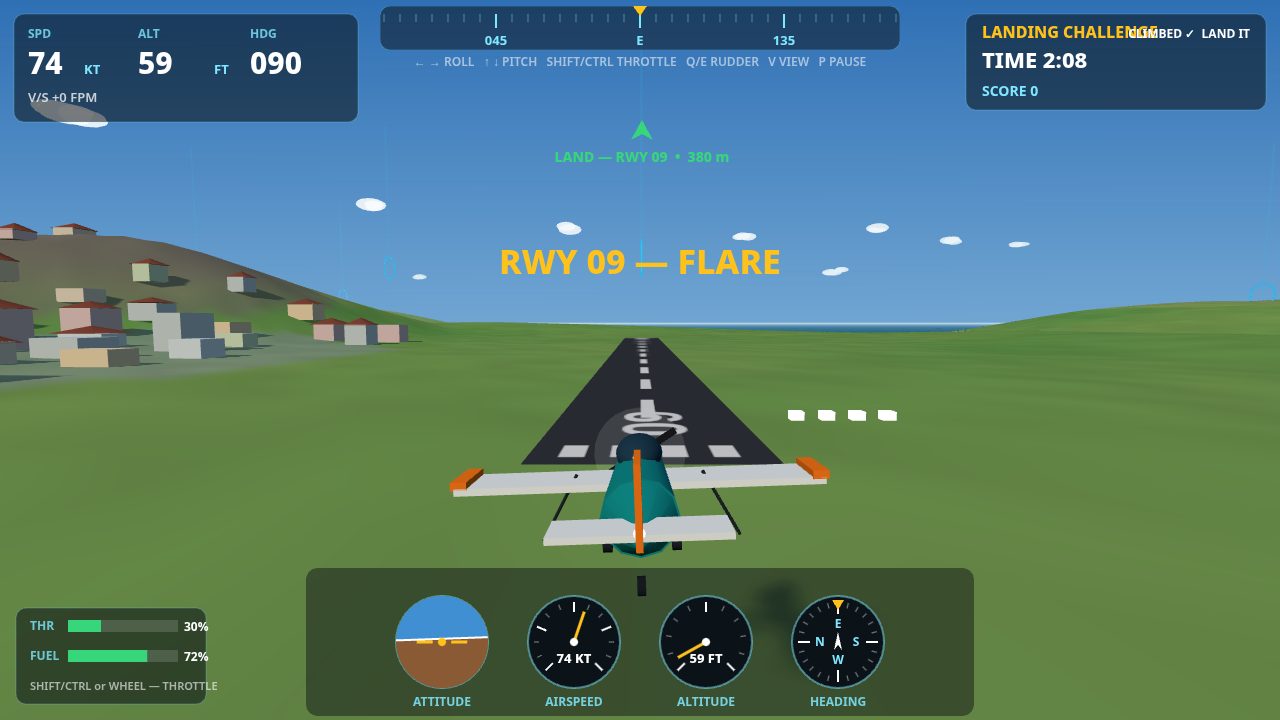 SPD ALT HDG
74 KT 59 FT 090
V/S +0 FPM
045 E 135
← → ROLL ↑ ↓ PITCH SHIFT/CTRL THROTTLE Q/E RUDDER V VIEW P PAUSE
LANDING CHALLENGE
CLIMBED ✓ LAND IT
TIME 2:08
SCORE 0
LAND — RWY 09 • 380 m
RWY 09 — FLARE
09
THR 30%
FUEL 72%
SHIFT/CTRL or WHEEL — THROTTLE
74 KT
59 FT
E
N S
W
ATTITUDE AIRSPEED ALTITUDE HEADING